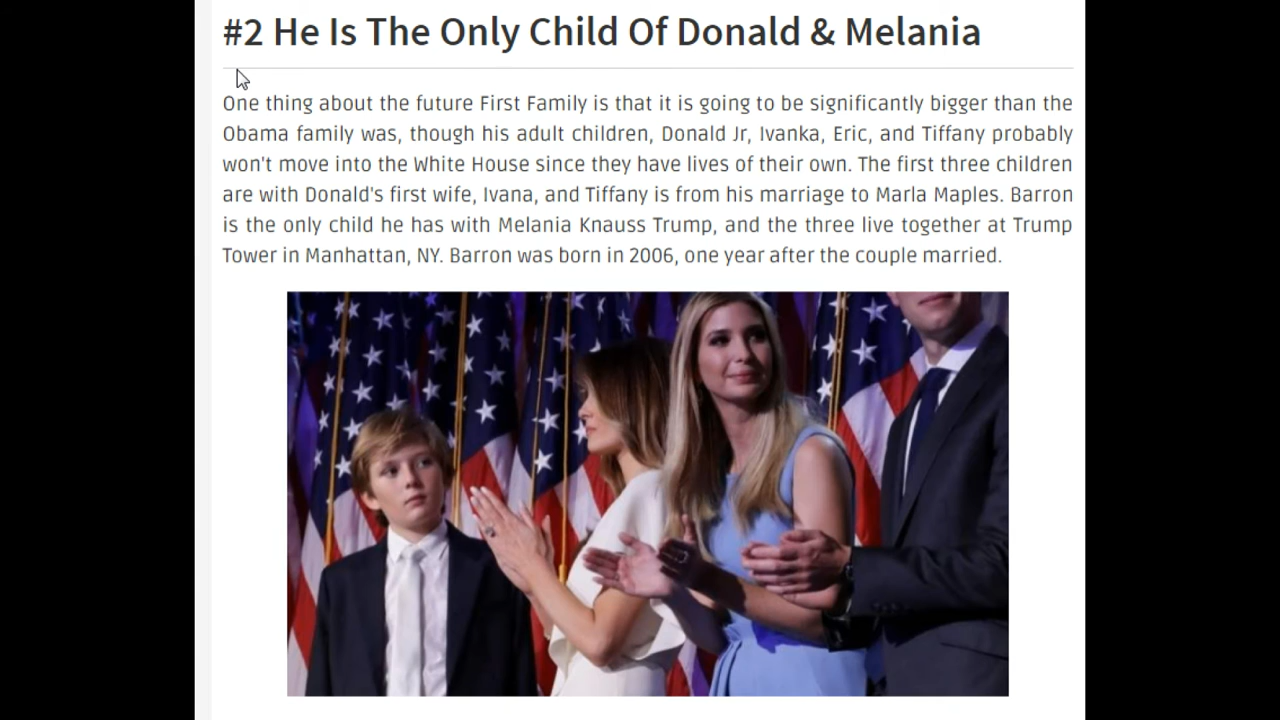 #2 He Is The Only Child Of Donald & Melania
One thing about the future First Family is that it is going to be significantly bigger than the
Obama family was, though his adult children, Donald Jr, Ivanka, Eric, and Tiffany probably
won't move into the White House since they have lives of their own. The first three children
are with Donald's first wife, Ivana, and Tiffany is from his marriage to Marla Maples. Barron
is the only child he has with Melania Knauss Trump, and the three live together at Trump
Tower in Manhattan, NY. Barron was born in 2006, one year after the couple married.